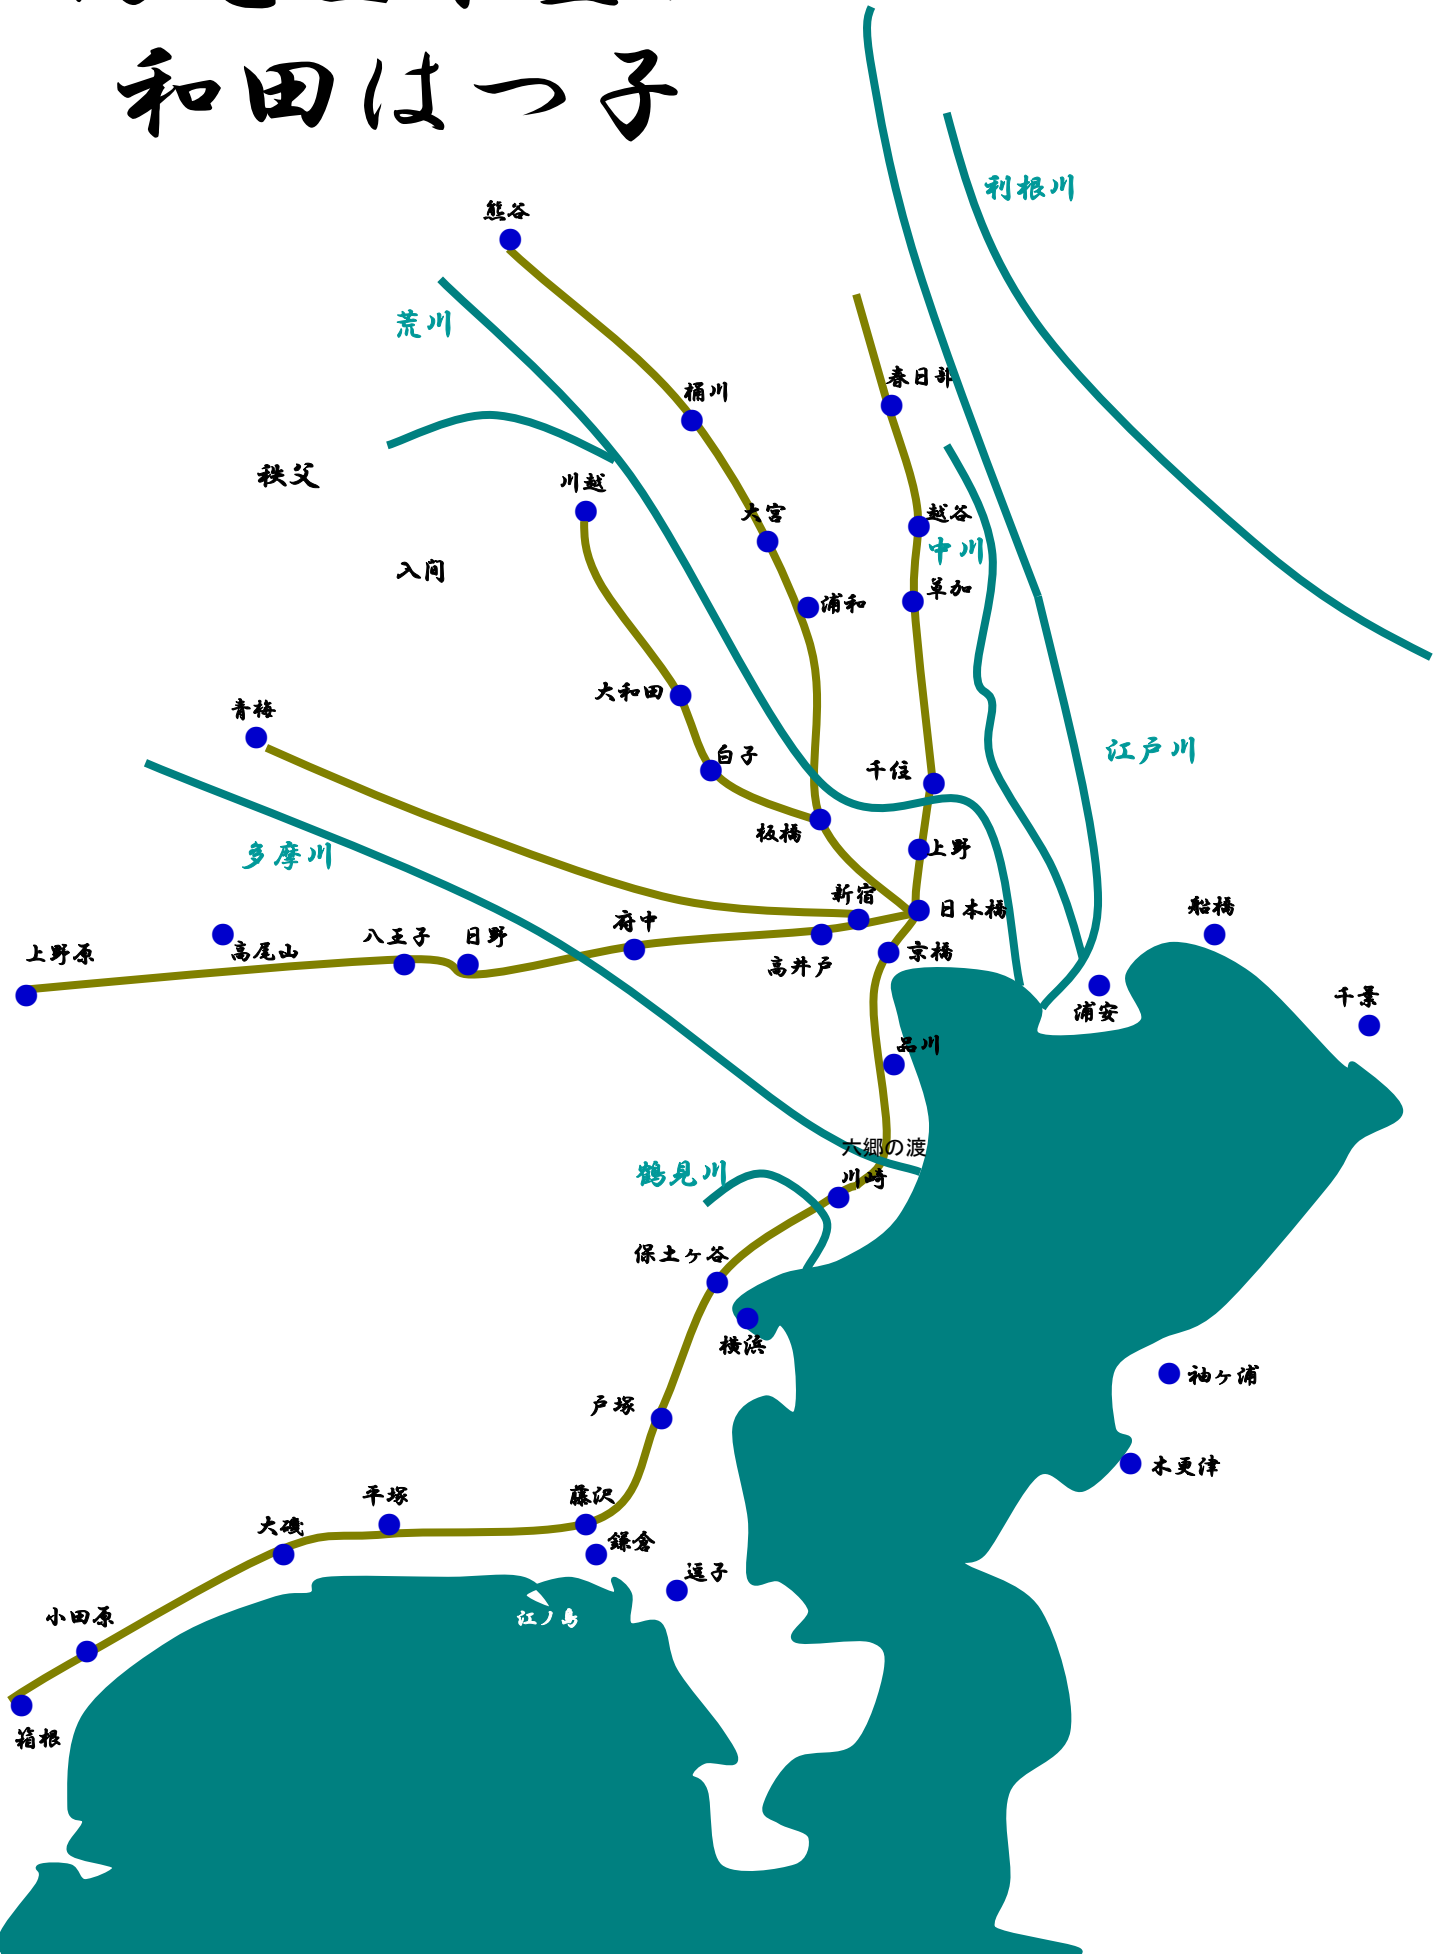 和田はつ子
利根川
熊谷
荒川
春日部
桶川
秩父
川越
大宮
越谷
中川
入間
草加
浦和
大和田
青梅
白子
江戸川
千住
板橋
多摩川
上野
新宿
日本橋
船橋
府中
八王子
日野
高尾山
上野原
京橋
高井戸
千葉
浦安
品川
六郷の渡
鶴見川
川崎
保土ヶ谷
横浜
袖ヶ浦
戸塚
木更津
平塚
藤沢
大磯
鎌倉
逗子
小田原
江ノ島
箱根